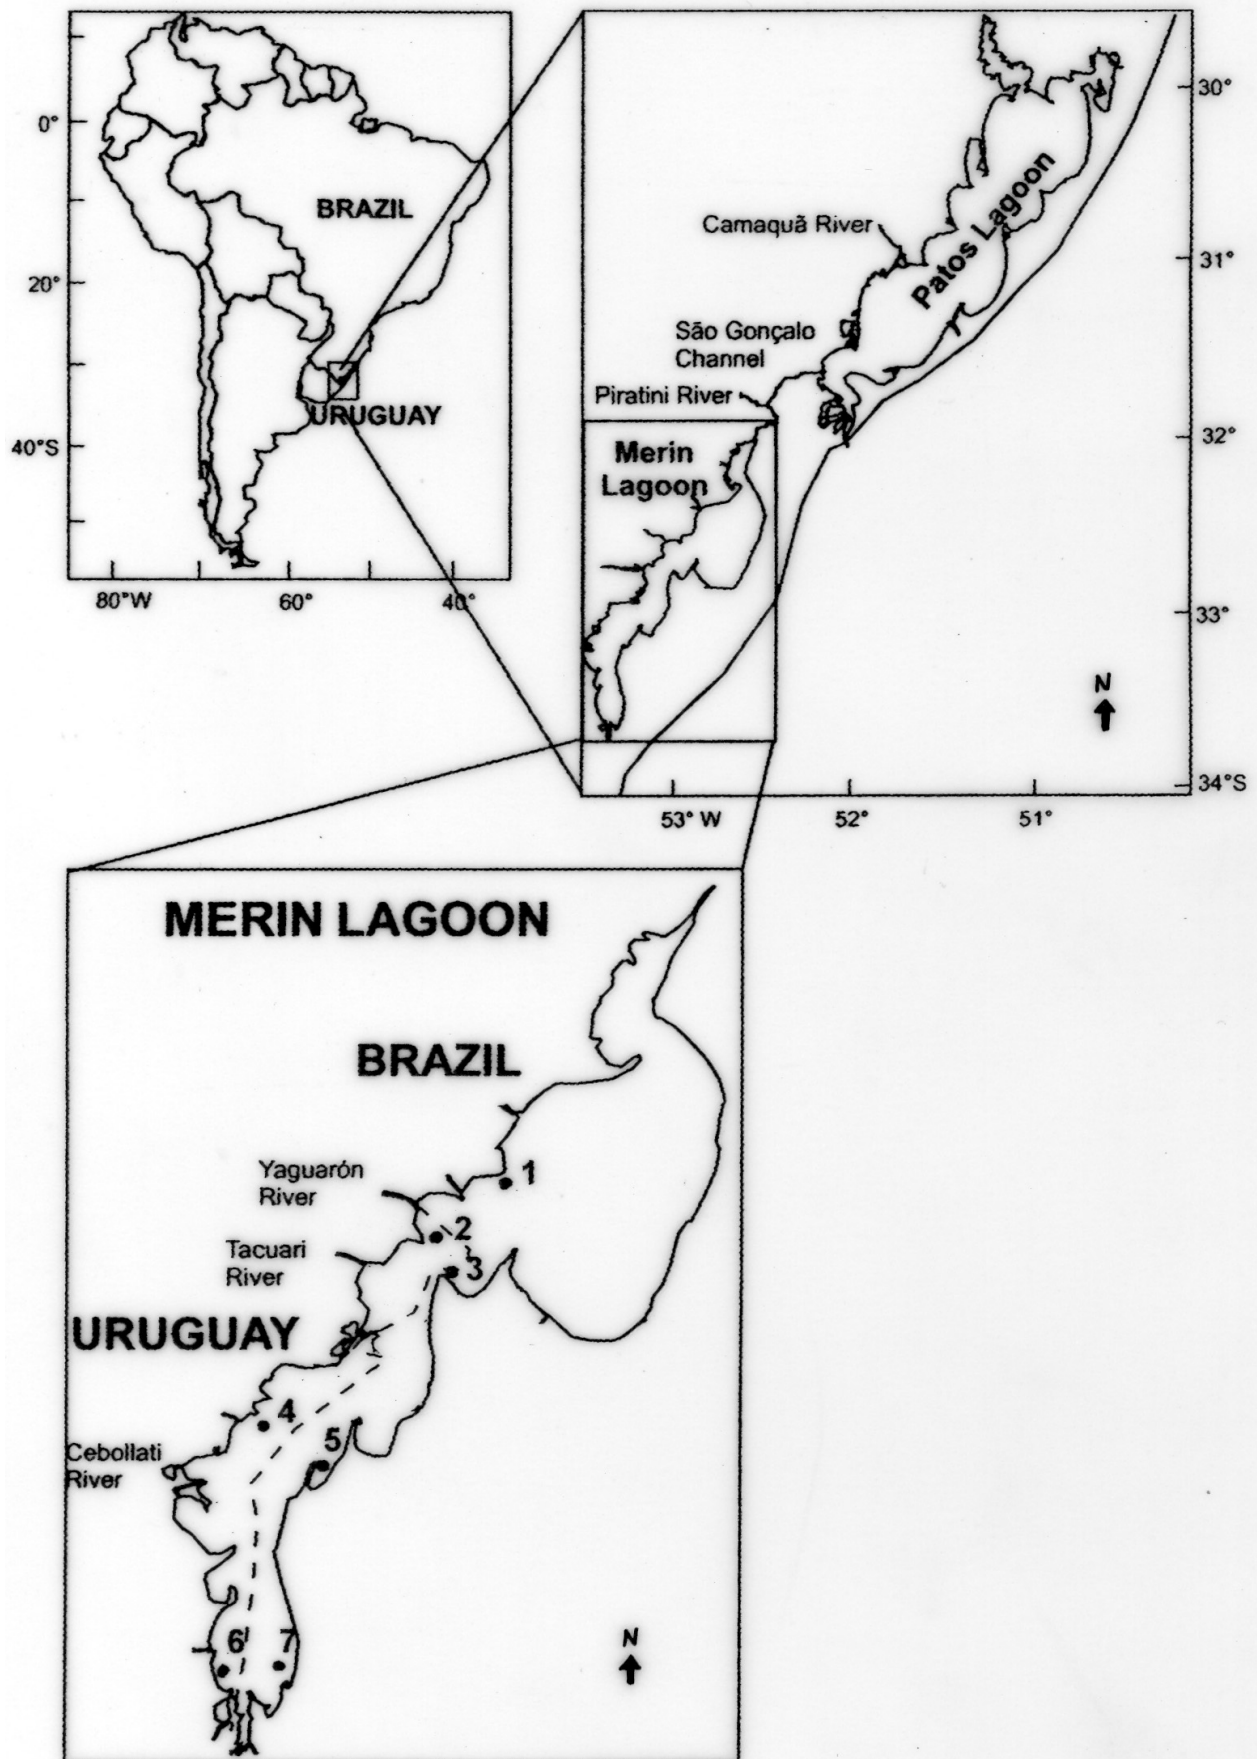 0°
20°
40°S
80°W
60°
40°
BRAZIL
URUGUAY
30°
31°
32°
33°
34°S
53° W
52°
51°
Camaquã River
Patos Lagoon
São Gonçalo
Channel
Piratini River
Merin
Lagoon
N
MERIN LAGOON
BRAZIL
Yaguarón
River
1
2
Tacuari
River
3
URUGUAY
4
5
Cebollati
River
6
7
N